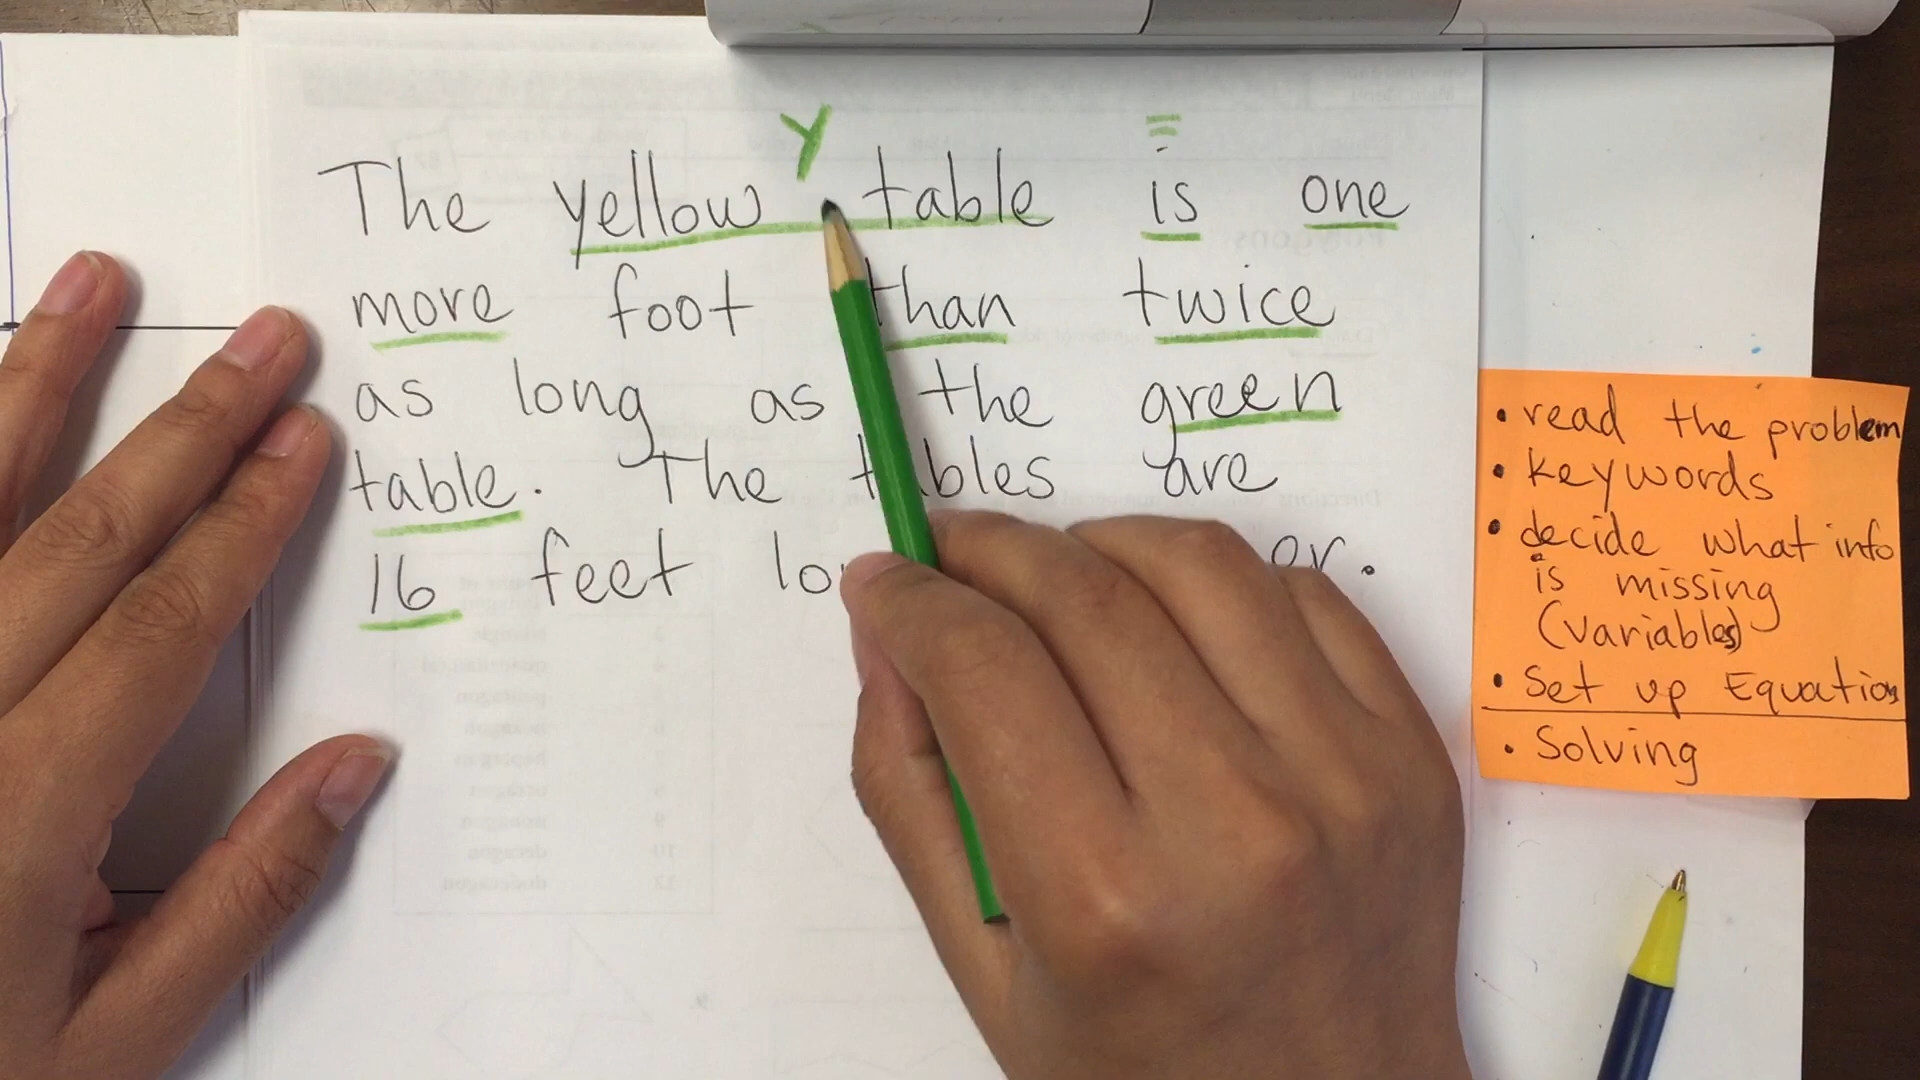 Y =
The yellow table is one
more foot than twice
as long as the green
table. The tables are
16 feet
• read the problem
• keywords
• decide what info
is missing
(variables)
• Set up Equation
• Solving